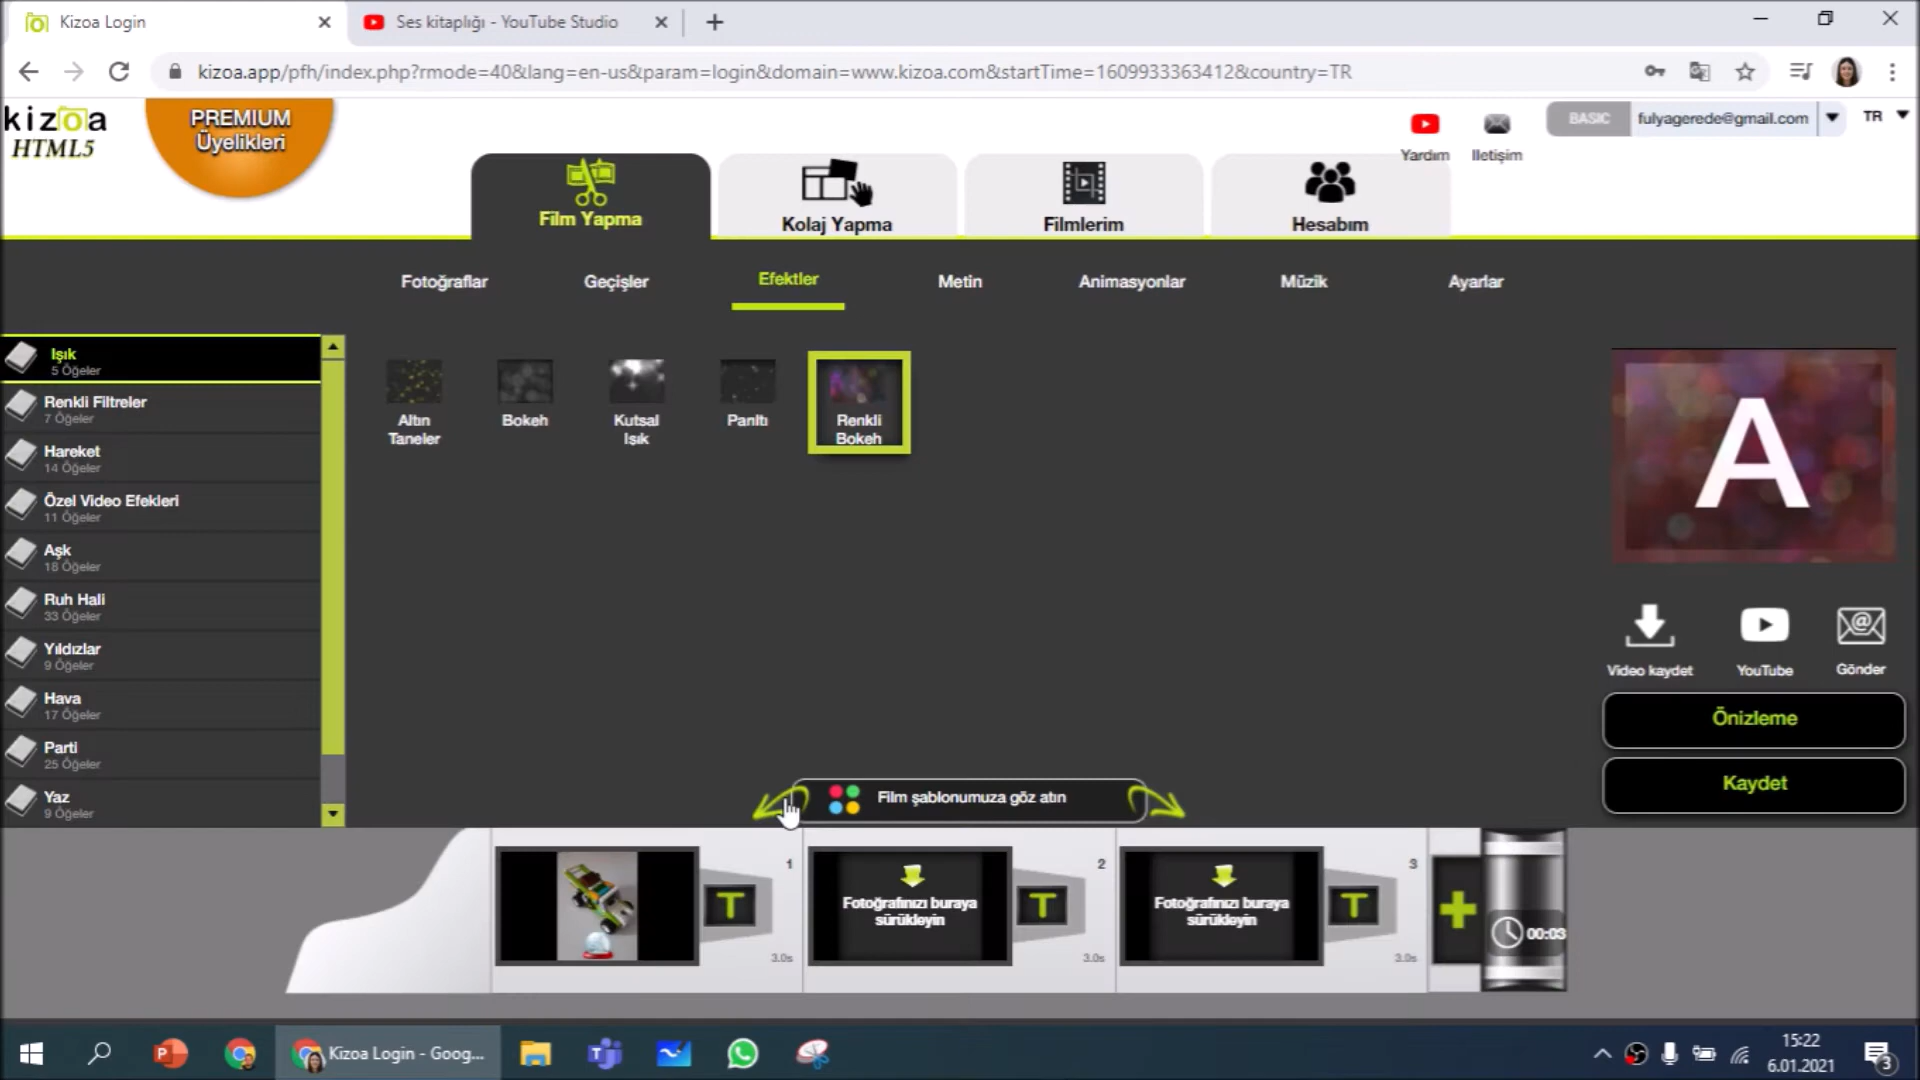 Kizoa Login
Ses kitaplığı - YouTube Studio
kizoa.app/pfh/index.php?rmode=40&lang=en-us&param=login&domain=www.kizoa.com&startTime=1609933363412&country=TR
kizoa
HTML5
PREMIUM
Üyelikleri
Yardım
Iletişim
BASIC
fulyagerede@gmail.com
TR
Film Yapma
Kolaj Yapma
Filmlerim
Hesabım
Fotoğraflar
Geçişler
Efektler
Metin
Animasyonlar
Müzik
Ayarlar
Işık
5 Öğeler
Renkli Filtreler
7 Öğeler
Hareket
14 Öğeler
Özel Video Efekleri
11 Öğeler
Aşk
18 Öğeler
Ruh Hali
33 Öğeler
Yıldızlar
9 Öğeler
Hava
17 Öğeler
Parti
25 Öğeler
Yaz
9 Öğeler
Altın
Taneler
Bokeh
Kutsal
Işık
Parıltı
Renkli
Bokeh
A
Video kaydet
YouTube
Gönder
Önizleme
Kaydet
Film şablonumuza göz atın
1
T
3.0s
Fotoğrafınızı buraya
sürükleyin
2
T
3.0s
Fotoğrafınızı buraya
sürükleyin
3
T
3.0s
00:03
Kizoa Login - Goog...
15:22
6.01.2021
3